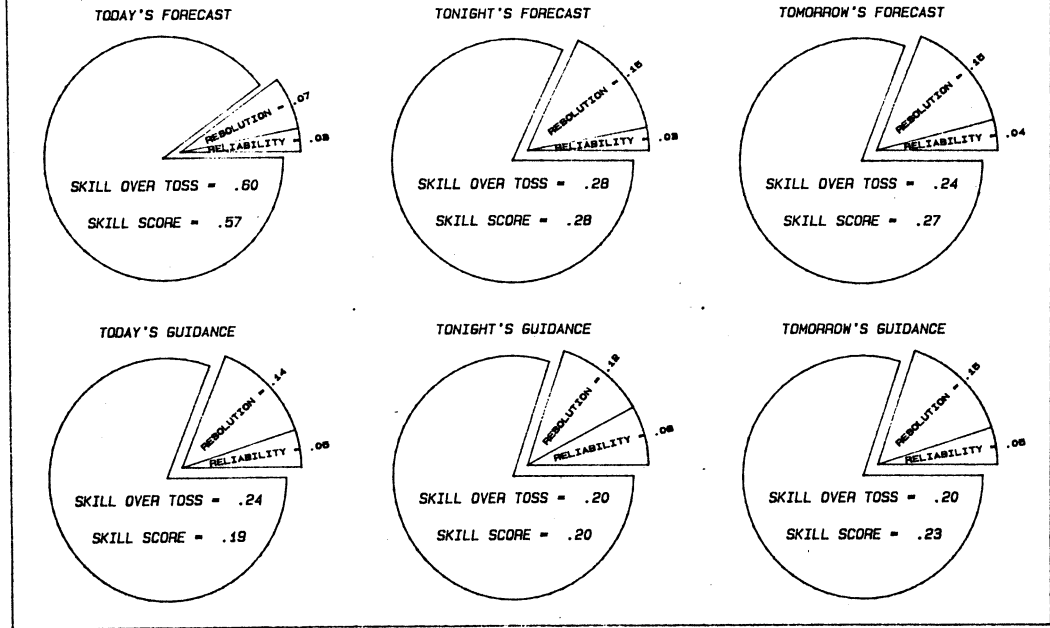 TODAY'S FORECAST
RESOLUTION = .07
RELIABILITY = .03
SKILL OVER TOSS = .60
SKILL SCORE = .57
TONIGHT'S FORECAST
RESOLUTION = .15
RELIABILITY = .03
SKILL OVER TOSS = .28
SKILL SCORE = .28
TOMORROW'S FORECAST
RESOLUTION = .15
RELIABILITY = .04
SKILL OVER TOSS = .24
SKILL SCORE = .27
TODAY'S GUIDANCE
RESOLUTION = .14
RELIABILITY = .05
SKILL OVER TOSS = .24
SKILL SCORE = .19
TONIGHT'S GUIDANCE
RESOLUTION = .12
RELIABILITY = .08
SKILL OVER TOSS = .20
SKILL SCORE = .20
TOMORROW'S GUIDANCE
RESOLUTION = .15
RELIABILITY = .05
SKILL OVER TOSS = .20
SKILL SCORE = .23